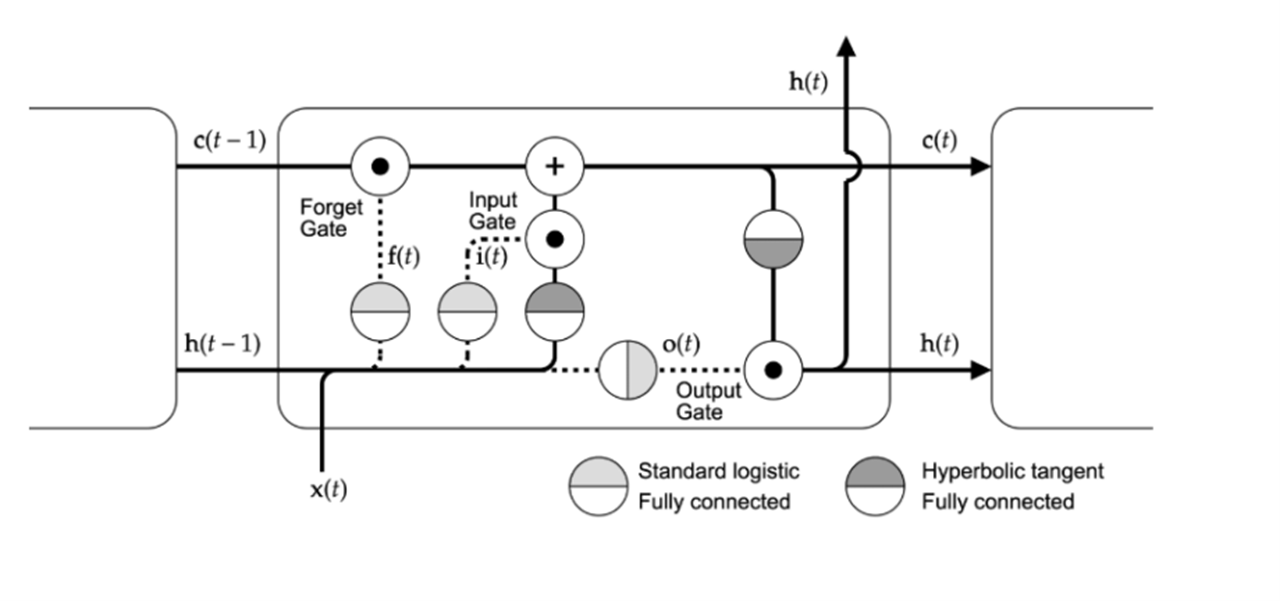 h(t)
c(t − 1)
c(t)
+
Forget
Gate
Input
Gate
f(t)
i(t)
h(t − 1)
o(t)
h(t)
Output
Gate
x(t)
Standard logistic
Fully connected
Hyperbolic tangent
Fully connected